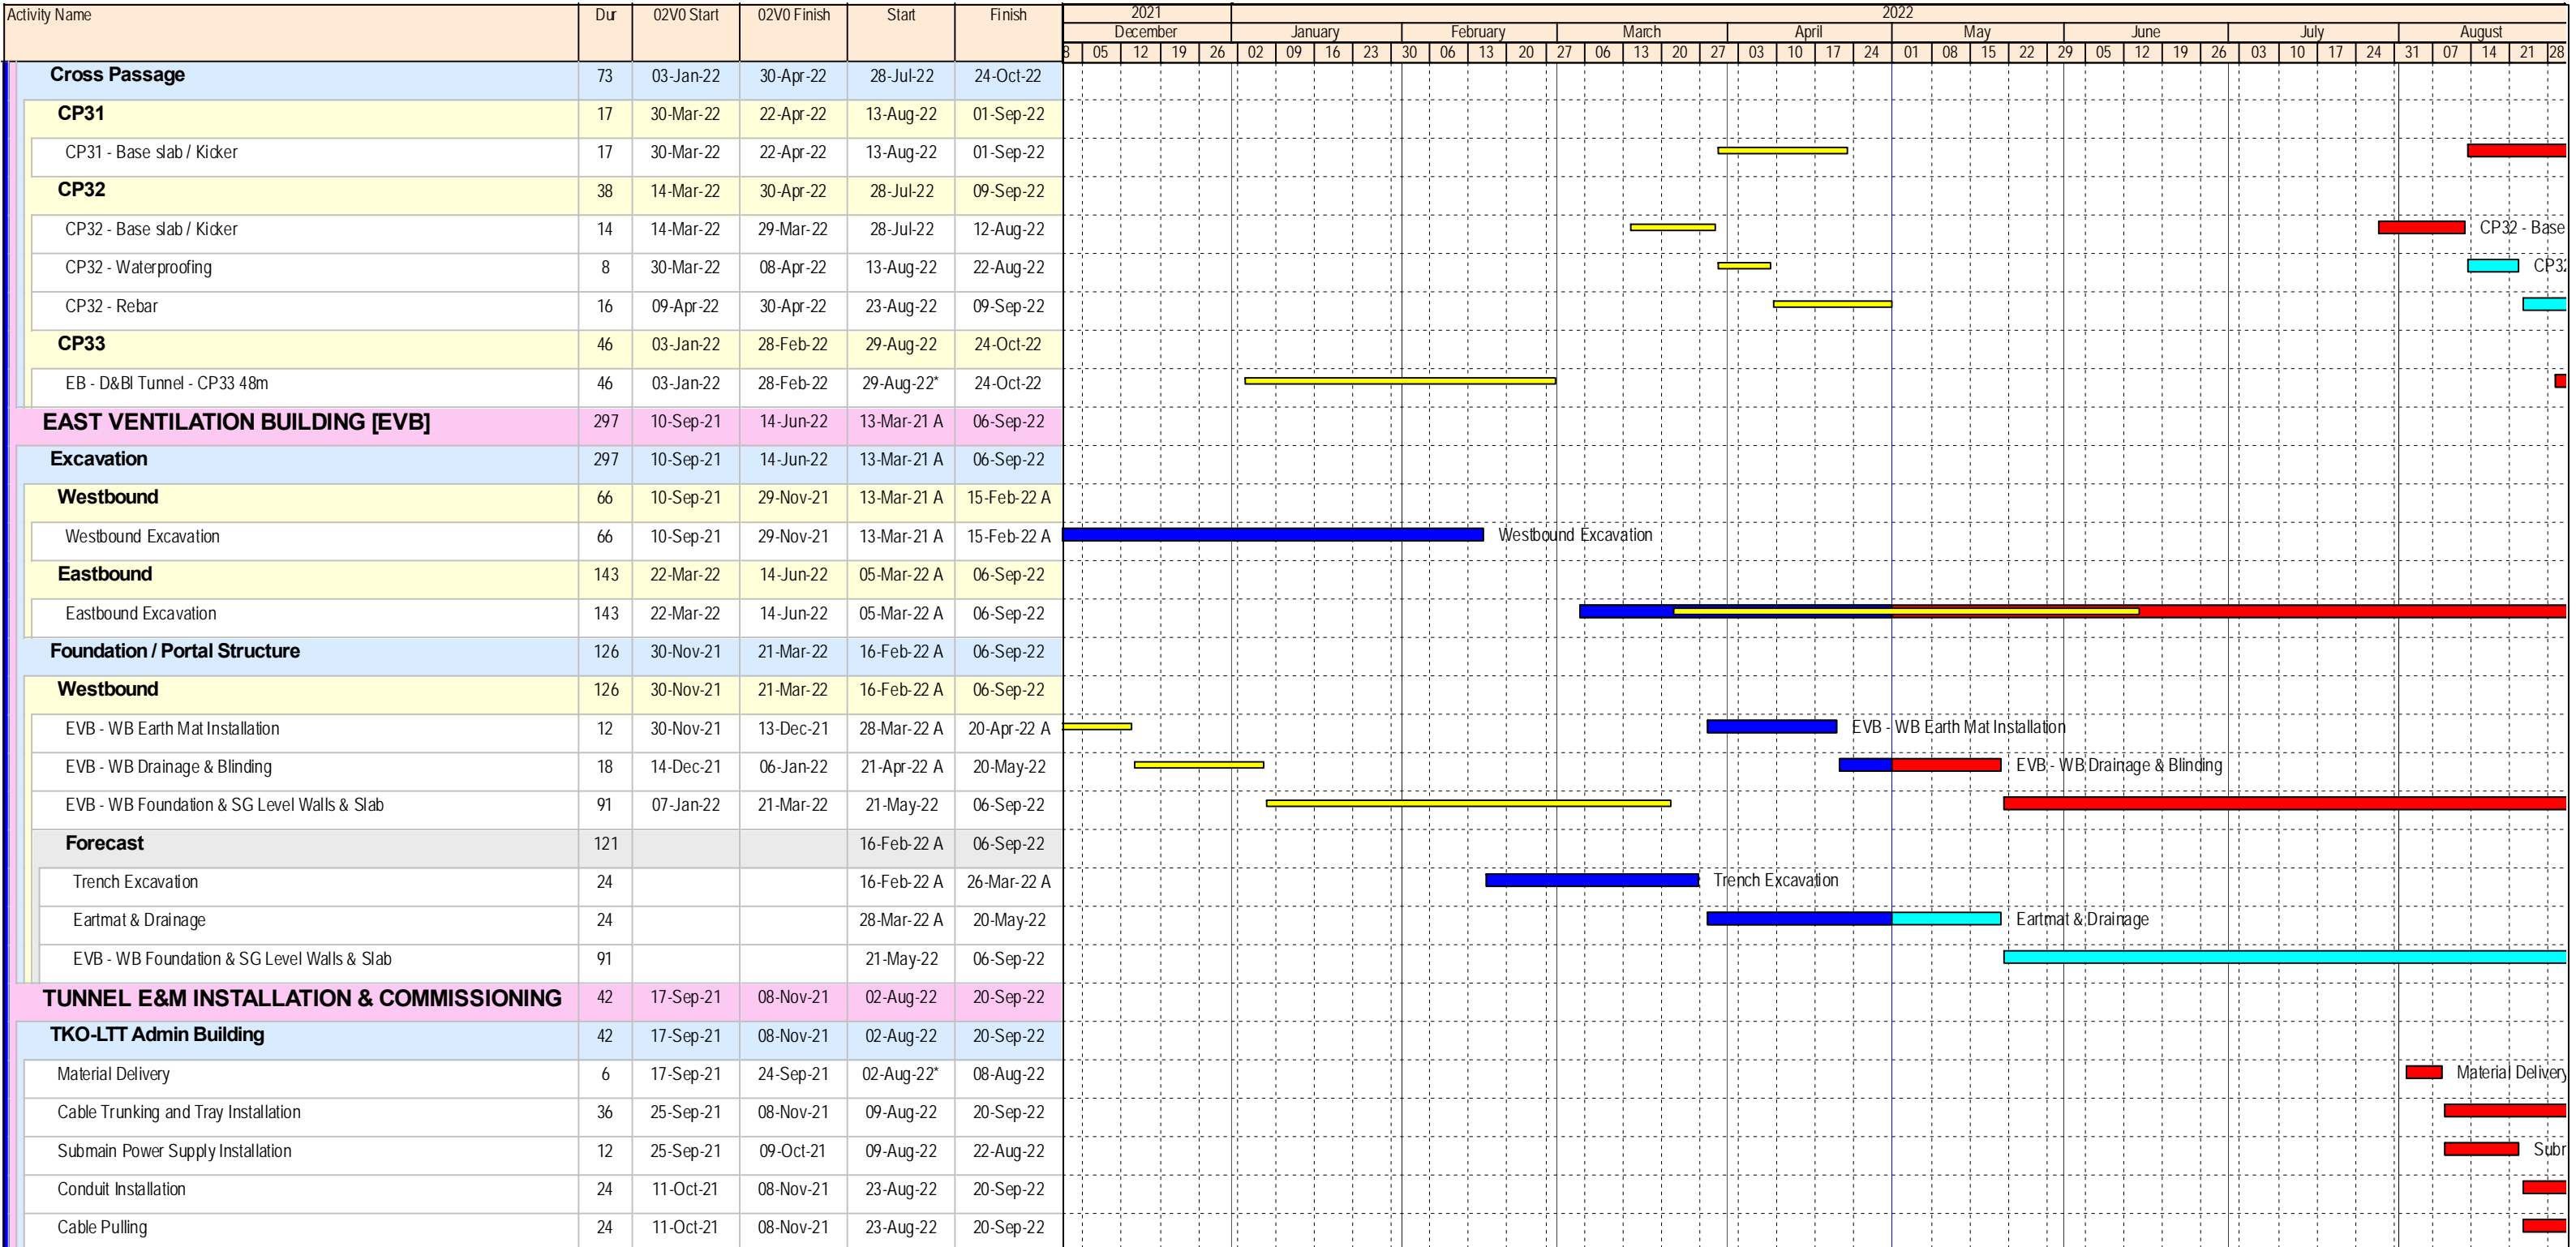 Activity Name Dur 02V0 Start 02V0 Finish Start Finish 2021 2022
December January February March April May June July August
8 05 12 19 26 02 09 16 23 30 06 13 20 27 06 13 20 27 03 10 17 24 01 08 15 22 29 05 12 19 26 03 10 17 24 31 07 14 21 28
Cross Passage 73 03-Jan-22 30-Apr-22 28-Jul-22 24-Oct-22
CP31 17 30-Mar-22 22-Apr-22 13-Aug-22 01-Sep-22
CP31 - Base slab / Kicker 17 30-Mar-22 22-Apr-22 13-Aug-22 01-Sep-22
CP32 38 14-Mar-22 30-Apr-22 28-Jul-22 09-Sep-22
CP32 - Base slab / Kicker 14 14-Mar-22 29-Mar-22 28-Jul-22 12-Aug-22 CP32 - Base
CP32 - Waterproofing 8 30-Mar-22 08-Apr-22 13-Aug-22 22-Aug-22 CP32
CP32 - Rebar 16 09-Apr-22 30-Apr-22 23-Aug-22 09-Sep-22
CP33 46 03-Jan-22 28-Feb-22 29-Aug-22 24-Oct-22
EB - D&Bl Tunnel - CP33 48m 46 03-Jan-22 28-Feb-22 29-Aug-22* 24-Oct-22
EAST VENTILATION BUILDING [EVB] 297 10-Sep-21 14-Jun-22 13-Mar-21 A 06-Sep-22
Excavation 297 10-Sep-21 14-Jun-22 13-Mar-21 A 06-Sep-22
Westbound 66 10-Sep-21 29-Nov-21 13-Mar-21 A 15-Feb-22 A
Westbound Excavation 66 10-Sep-21 29-Nov-21 13-Mar-21 A 15-Feb-22 A Westbound Excavation
Eastbound 143 22-Mar-22 14-Jun-22 05-Mar-22 A 06-Sep-22
Eastbound Excavation 143 22-Mar-22 14-Jun-22 05-Mar-22 A 06-Sep-22
Foundation / Portal Structure 126 30-Nov-21 21-Mar-22 16-Feb-22 A 06-Sep-22
Westbound 126 30-Nov-21 21-Mar-22 16-Feb-22 A 06-Sep-22
EVB - WB Earth Mat Installation 12 30-Nov-21 13-Dec-21 28-Mar-22 A 20-Apr-22 A EVB - WB Earth Mat Installation
EVB - WB Drainage & Blinding 18 14-Dec-21 06-Jan-22 21-Apr-22 A 20-May-22 EVB - WB Drainage & Blinding
EVB - WB Foundation & SG Level Walls & Slab 91 07-Jan-22 21-Mar-22 21-May-22 06-Sep-22
Forecast 121 16-Feb-22 A 06-Sep-22
Trench Excavation 24 16-Feb-22 A 26-Mar-22 A Trench Excavation
Eartmat & Drainage 24 28-Mar-22 A 20-May-22 Eartmat & Drainage
EVB - WB Foundation & SG Level Walls & Slab 91 21-May-22 06-Sep-22
TUNNEL E&M INSTALLATION & COMMISSIONING 42 17-Sep-21 08-Nov-21 02-Aug-22 20-Sep-22
TKO-LTT Admin Building 42 17-Sep-21 08-Nov-21 02-Aug-22 20-Sep-22
Material Delivery 6 17-Sep-21 24-Sep-21 02-Aug-22* 08-Aug-22 Material Delivery
Cable Trunking and Tray Installation 36 25-Sep-21 08-Nov-21 09-Aug-22 20-Sep-22
Submain Power Supply Installation 12 25-Sep-21 09-Oct-21 09-Aug-22 22-Aug-22 Subr
Conduit Installation 24 11-Oct-21 08-Nov-21 23-Aug-22 20-Sep-22
Cable Pulling 24 11-Oct-21 08-Nov-21 23-Aug-22 20-Sep-22